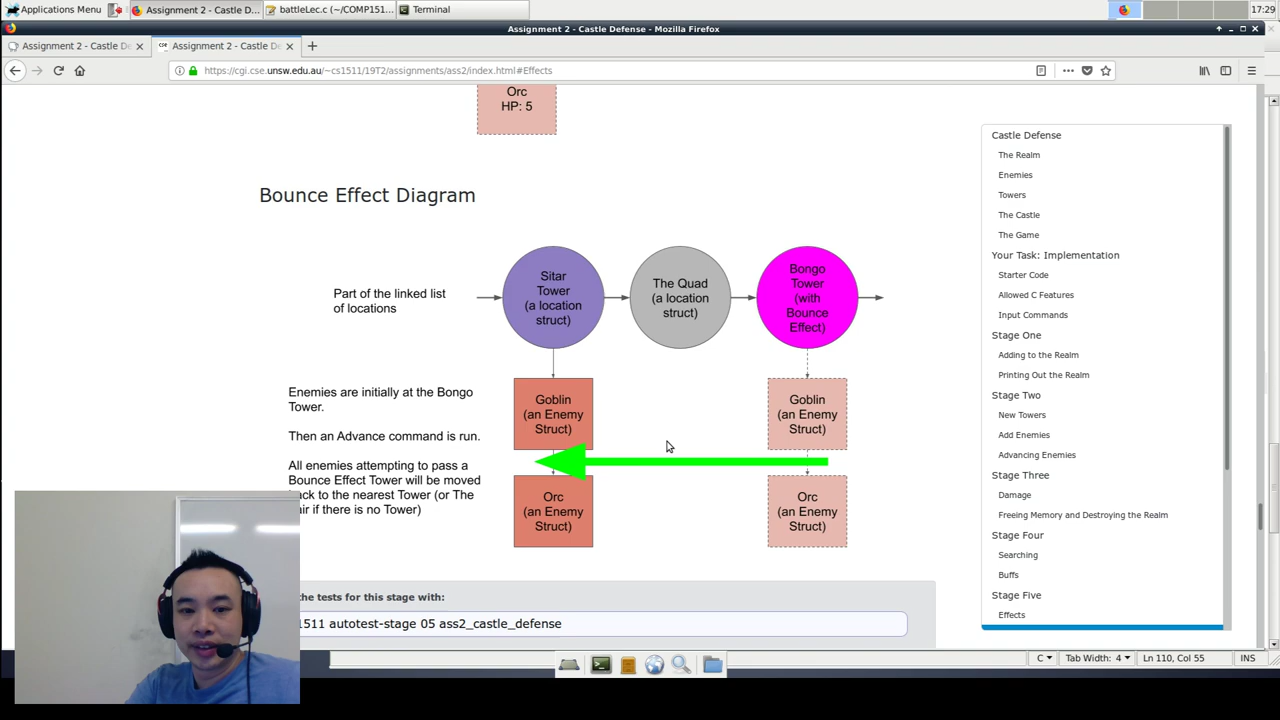 Applications Menu
Assignment 2 - Castle D...
battleLec.c (~/COMP151...
Terminal
17:29
Assignment 2 - Castle Defense - Mozilla Firefox
Assignment 2 - Castle De
Assignment 2 - Castle De
https://cgi.cse.unsw.edu.au/~cs1511/19T2/assignments/ass2/index.html#Effects
Orc
HP: 5
Bounce Effect Diagram
Part of the linked list
of locations
Sitar
Tower
(a location
struct)
The Quad
(a location
struct)
Bongo
Tower
(with
Bounce
Effect)
Enemies are initially at the Bongo
Tower.
Then an Advance command is run.
All enemies attempting to pass a
Bounce Effect Tower will be moved
ck to the nearest Tower (or The
air if there is no Tower)
Goblin
(an Enemy
Struct)
Goblin
(an Enemy
Struct)
Orc
(an Enemy
Struct)
Orc
(an Enemy
Struct)
the tests for this stage with:
1511 autotest-stage 05 ass2_castle_defense
Castle Defense
The Realm
Enemies
Towers
The Castle
The Game
Your Task: Implementation
Starter Code
Allowed C Features
Input Commands
Stage One
Adding to the Realm
Printing Out the Realm
Stage Two
New Towers
Add Enemies
Advancing Enemies
Stage Three
Damage
Freeing Memory and Destroying the Realm
Stage Four
Searching
Buffs
Stage Five
Effects
C
Tab Width: 4
Ln 110, Col 55
INS